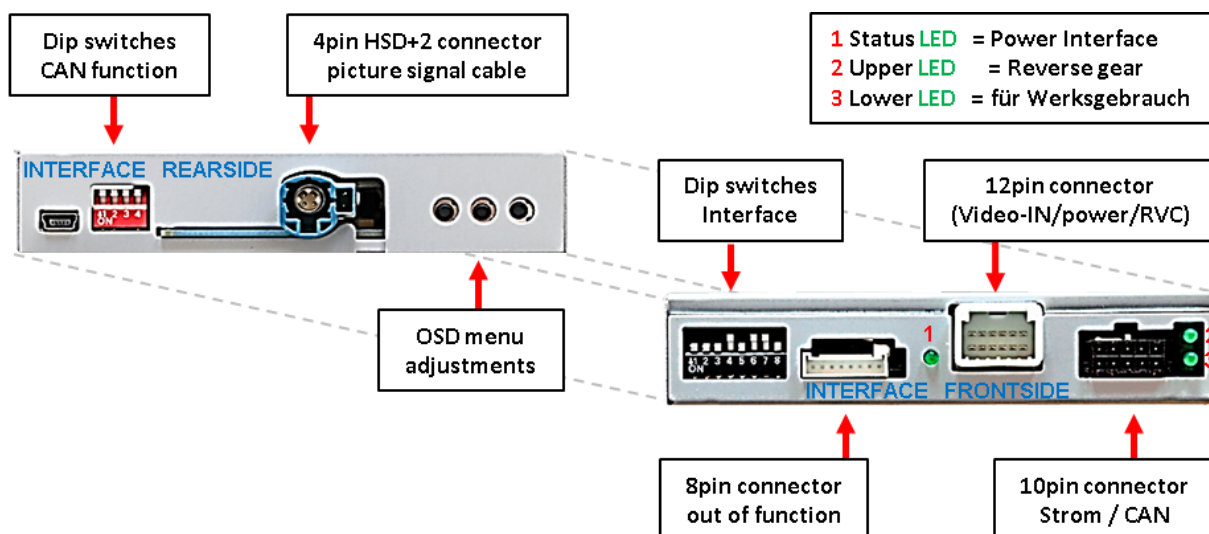 Dip switches
CAN function
4pin HSD+2 connector
picture signal cable
1 Status LED = Power Interface
2 Upper LED = Reverse gear
3 Lower LED = für Werksgebrauch
INTERFACE REARSIDE
1 2 3 4
ON
Dip switches
Interface
12pin connector
(Video-IN/power/RVC)
OSD menu
adjustments
1
2
3
1 2 3 4 5 6 7 8
ON
INTERFACE FRONTSIDE
8pin connector
out of function
10pin connector
Strom / CAN